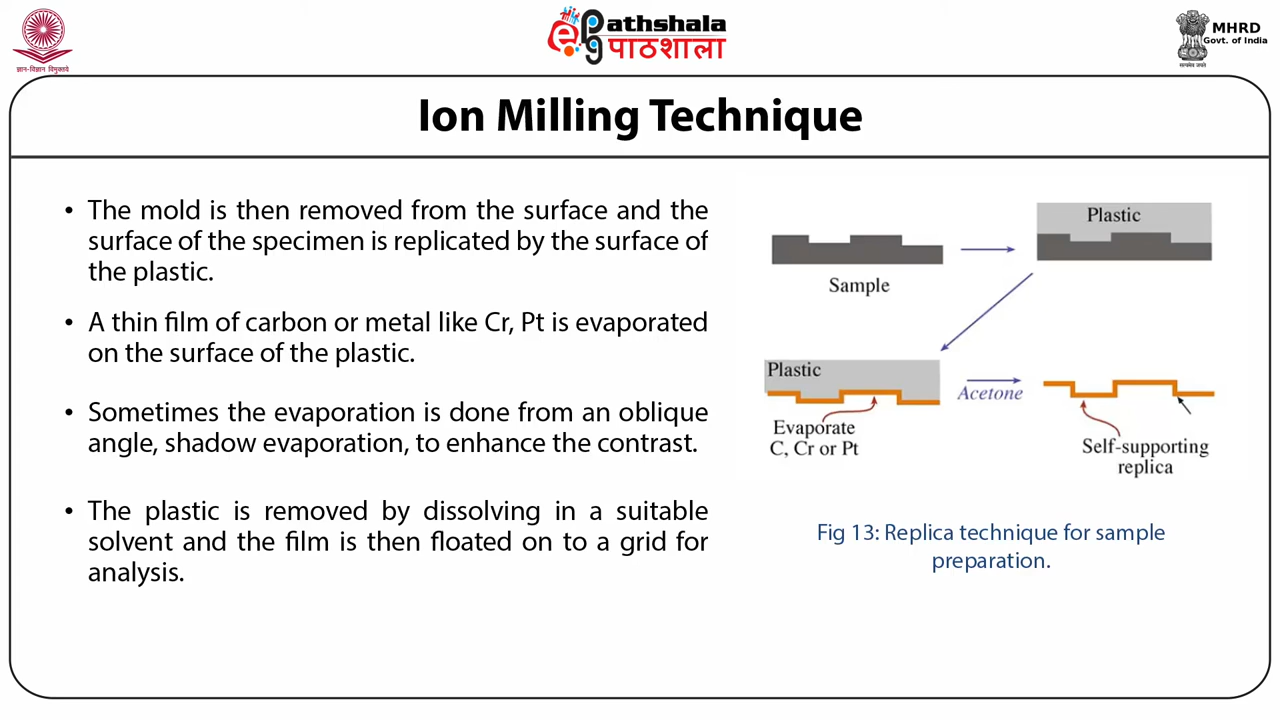 ज्ञान-विज्ञान विमुक्तये
ePathshala
पाठशाला
MHRD
Govt. of India
सत्यमेव जयते
Ion Milling Technique
• The mold is then removed from the surface and the
surface of the specimen is replicated by the surface of
the plastic.
• A thin film of carbon or metal like Cr, Pt is evaporated
on the surface of the plastic.
• Sometimes the evaporation is done from an oblique
angle, shadow evaporation, to enhance the contrast.
• The plastic is removed by dissolving in a suitable
solvent and the film is then floated on to a grid for
analysis.
Sample
Plastic
Plastic
Evaporate
C, Cr or Pt
Acetone
Self-supporting
replica
Fig 13: Replica technique for sample
preparation.